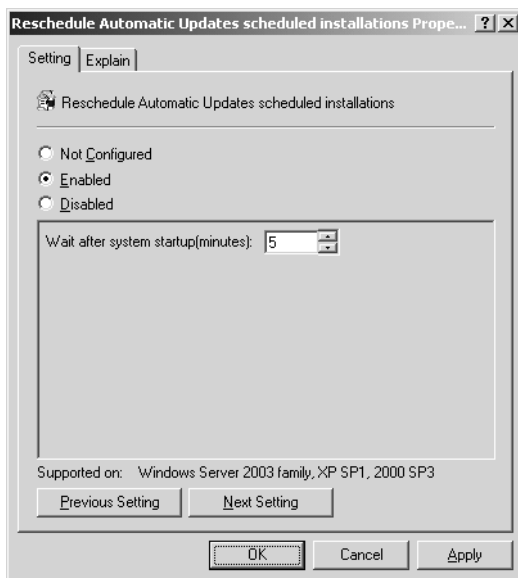 Reschedule Automatic Updates scheduled installations Prope...
Setting
Explain
Reschedule Automatic Updates scheduled installations
Not Configured
Enabled
Disabled
Wait after system startup(minutes): 5
Supported on: Windows Server 2003 family, XP SP1, 2000 SP3
Previous Setting
Next Setting
OK
Cancel
Apply